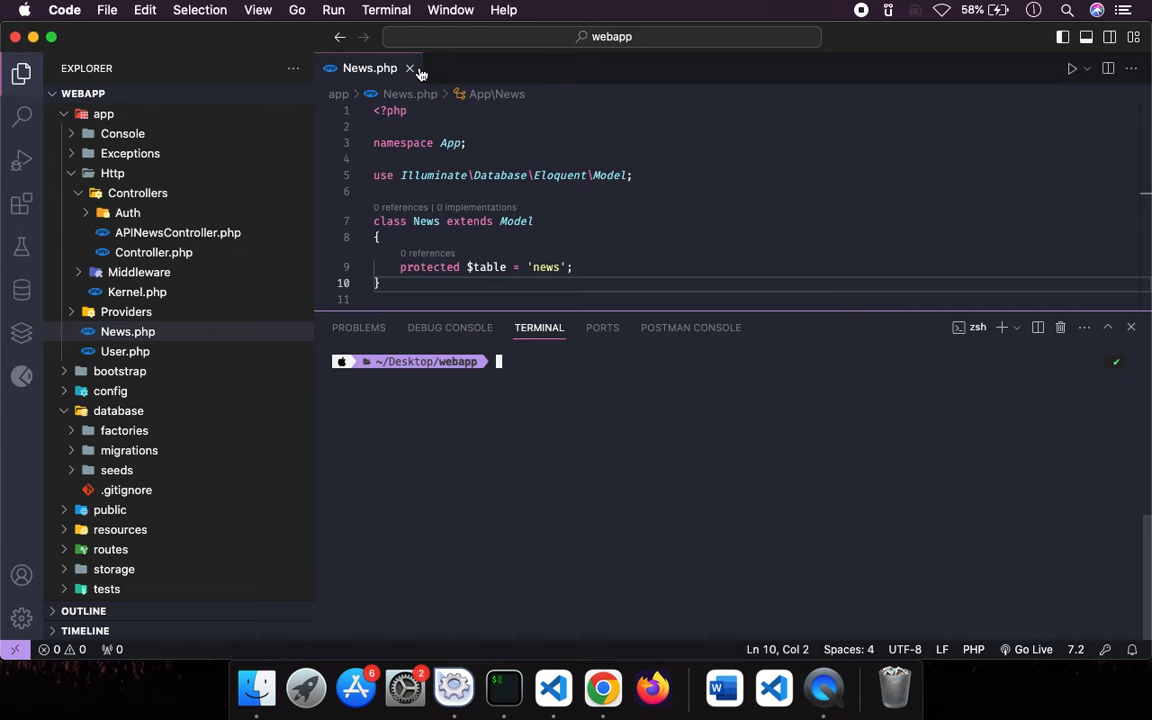 Code File Edit Selection View Go Run Terminal Window Help 58%
webapp
EXPLORER
News.php
WEBAPP
app > News.php > App\News
app
Console
Exceptions
Http
Controllers
Auth
APINewsController.php
Controller.php
Middleware
Kernel.php
Providers
News.php
User.php
bootstrap
config
database
factories
migrations
seeds
.gitignore
public
resources
routes
storage
tests
OUTLINE
TIMELINE
1 <?php
2
3 namespace App;
4
5 use Illuminate\Database\Eloquent\Model;
6
0 references | 0 implementations
7 class News extends Model
8 {
0 references
9 protected $table = 'news';
10 }
11
PROBLEMS DEBUG CONSOLE TERMINAL PORTS POSTMAN CONSOLE zsh
~/Desktop/webapp
0 0 0 Ln 10, Col 2 Spaces: 4 UTF-8 LF PHP Go Live 7.2
6 2
$
W